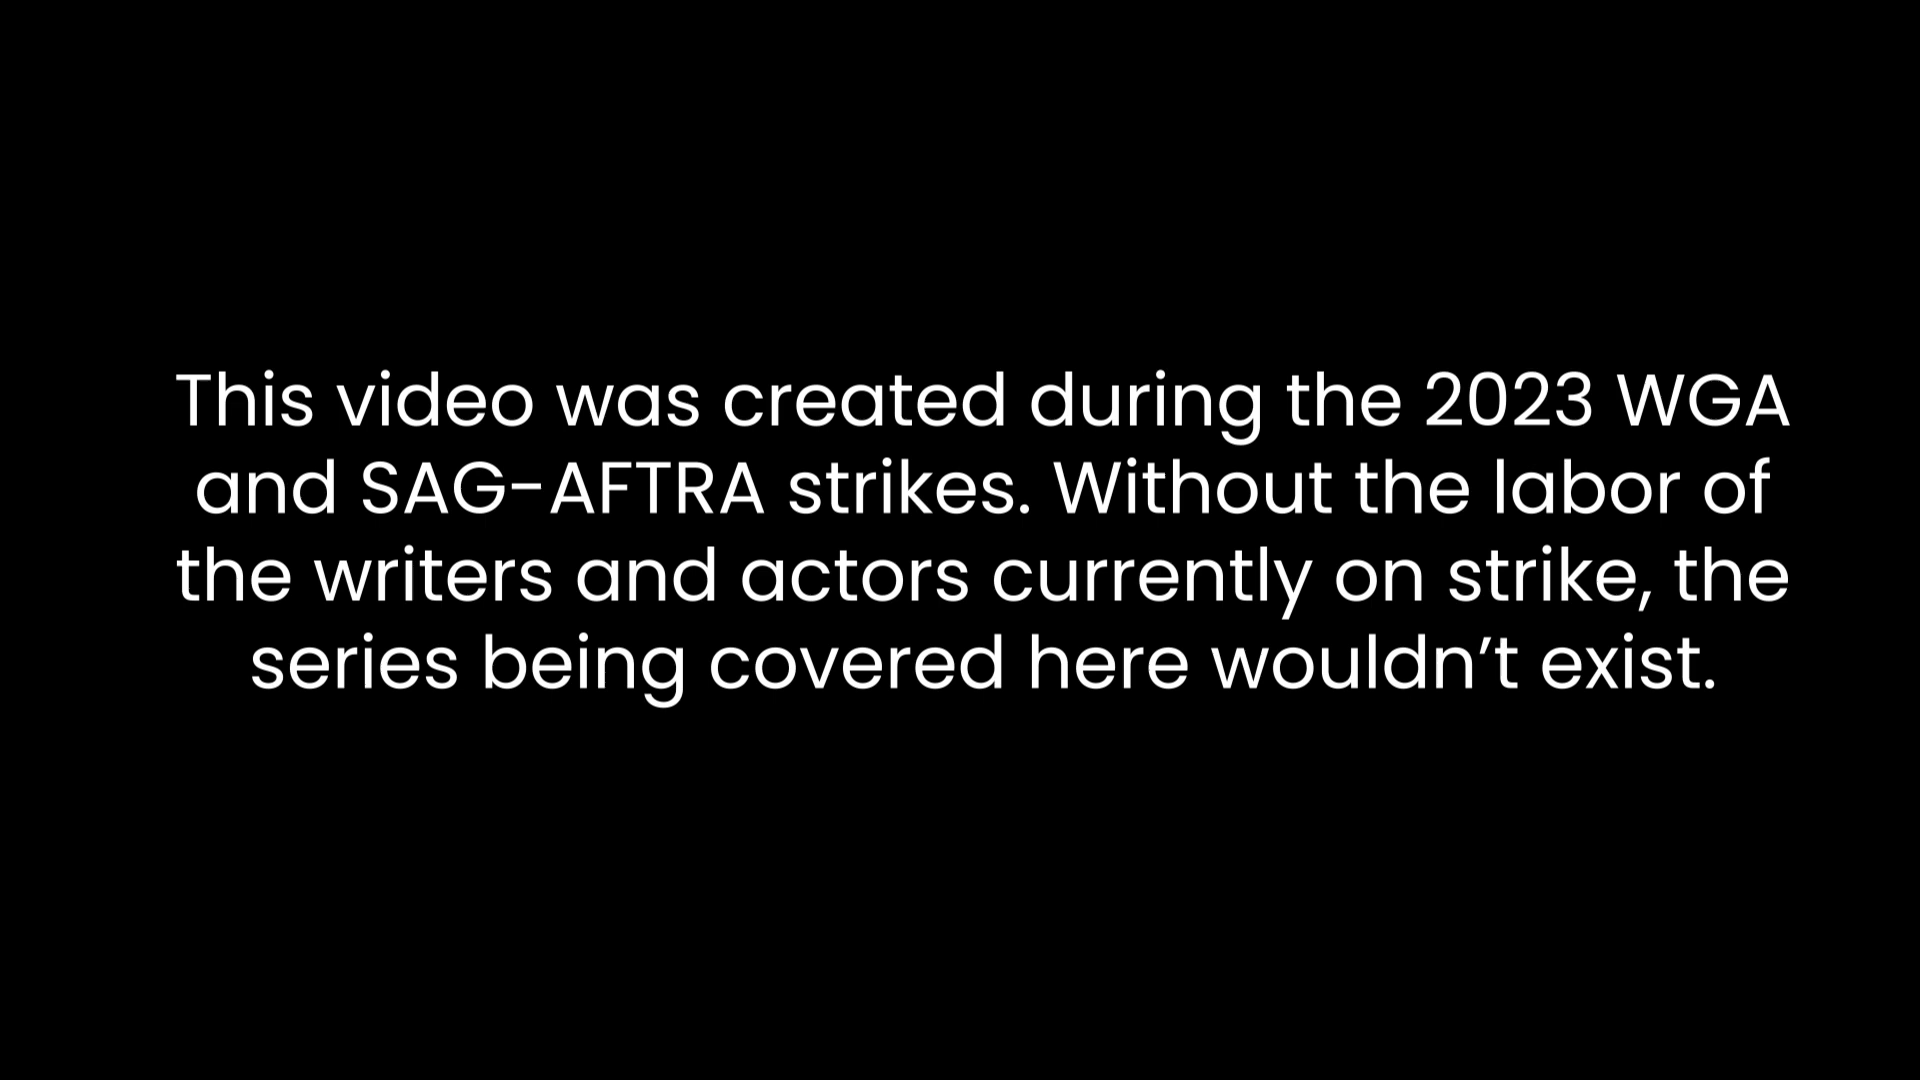 This video was created during the 2023 WGA
and SAG-AFTRA strikes. Without the labor of
the writers and actors currently on strike, the
series being covered here wouldn’t exist.